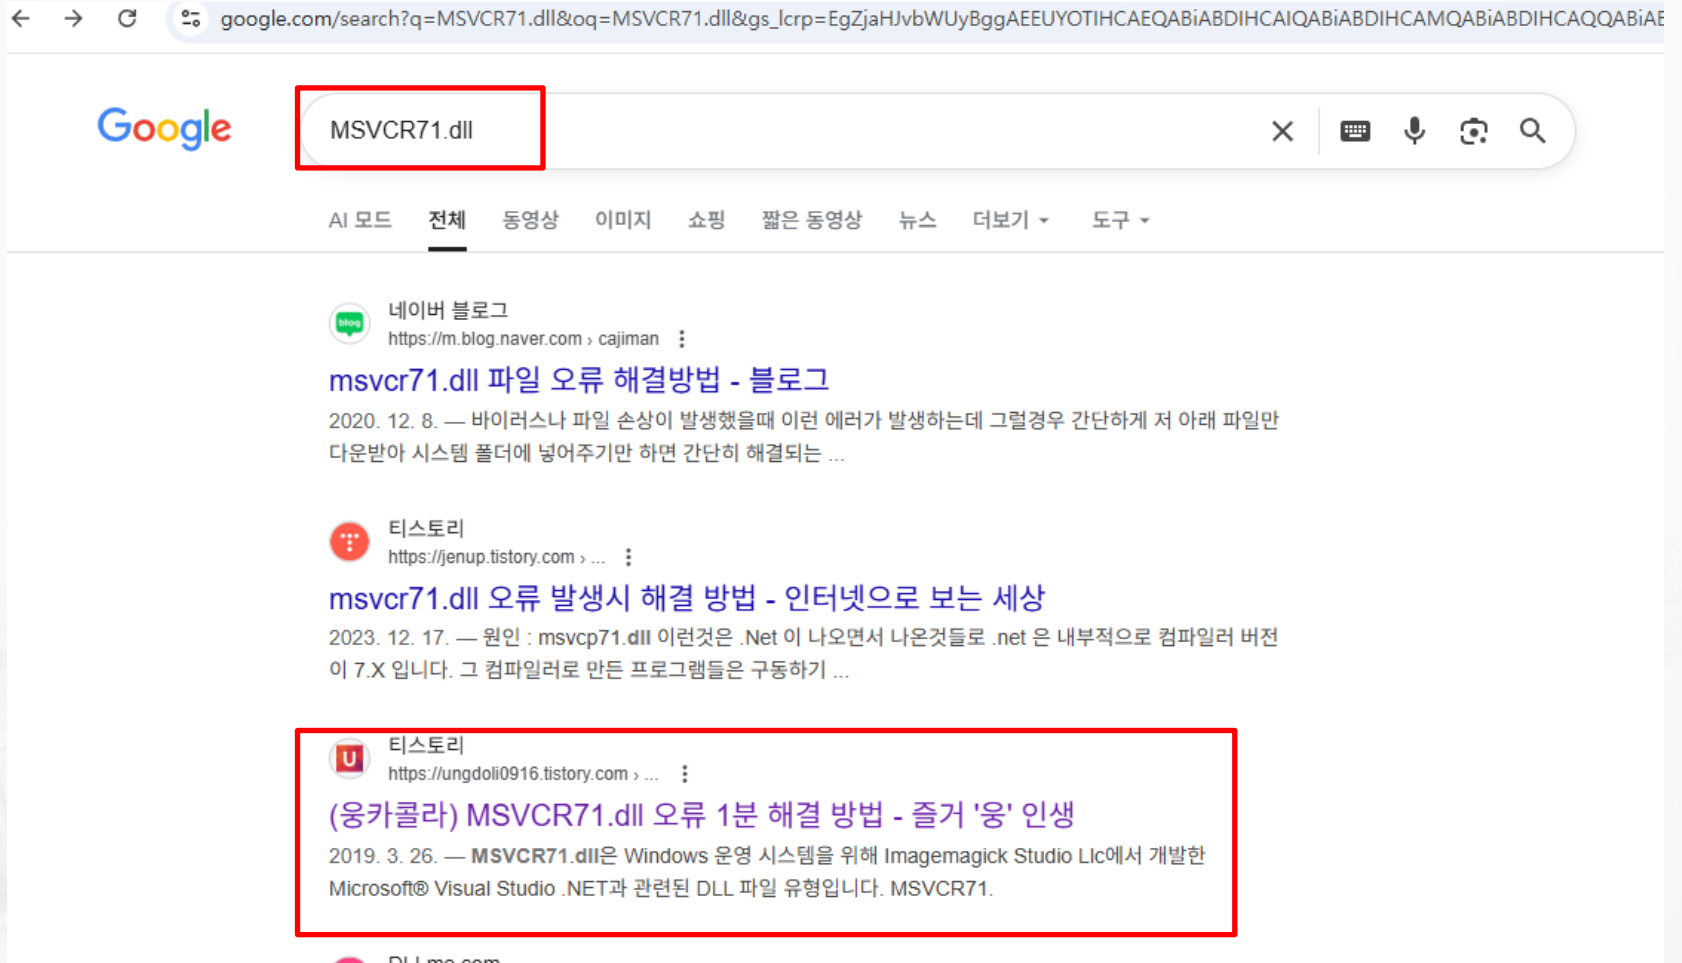 google.com/search?q=MSVCR71.dll&oq=MSVCR71.dll&gs_lcrp=EgZjaHJvbWUyBggAEEUYOTIHCAEQABiABDIHCAIQABiABDIHCAMQABiABDIHCAQQABiAE
Google
MSVCR71.dll
AI 모드 전체 동영상 이미지 쇼핑 짧은 동영상 뉴스 더보기 도구
네이버 블로그
blog
https://m.blog.naver.com › cajiman
msvcr71.dll 파일 오류 해결방법 - 블로그
2020. 12. 8. — 바이러스나 파일 손상이 발생했을때 이런 에러가 발생하는데 그럴경우 간단하게 저 아래 파일만
다운받아 시스템 폴더에 넣어주기만 하면 간단히 해결되는 ...
티스토리
https://jenup.tistory.com › ...
msvcr71.dll 오류 발생시 해결 방법 - 인터넷으로 보는 세상
2023. 12. 17. — 원인 : msvcp71.dll 이런것은 .Net 이 나오면서 나온것들로 .net 은 내부적으로 컴파일러 버전
이 7.X 입니다. 그 컴파일러로 만든 프로그램들은 구동하기 ...
티스토리
U
https://ungdoli0916.tistory.com › ...
(웅카콜라) MSVCR71.dll 오류 1분 해결 방법 - 즐거 '웅' 인생
2019. 3. 26. — MSVCR71.dll은 Windows 운영 시스템을 위해 Imagemagick Studio Llc에서 개발한
Microsoft® Visual Studio .NET과 관련된 DLL 파일 유형입니다. MSVCR71.